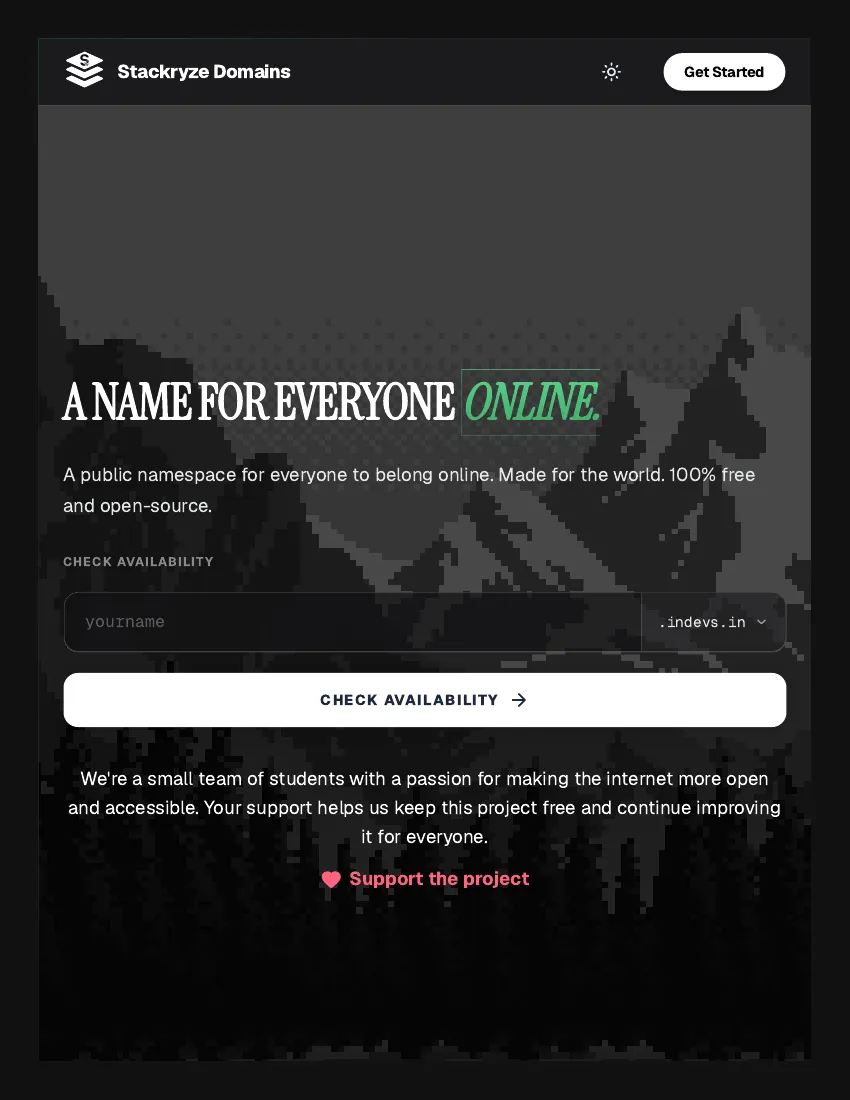 S
Stackryze Domains
Get Started
A NAME FOR EVERYONE ONLINE.
A public namespace for everyone to belong online. Made for the world. 100% free
and open-source.
CHECK AVAILABILITY
yourname
.indevs.in
CHECK AVAILABILITY →
We're a small team of students with a passion for making the internet more open
and accessible. Your support helps us keep this project free and continue improving
it for everyone.
Support the project